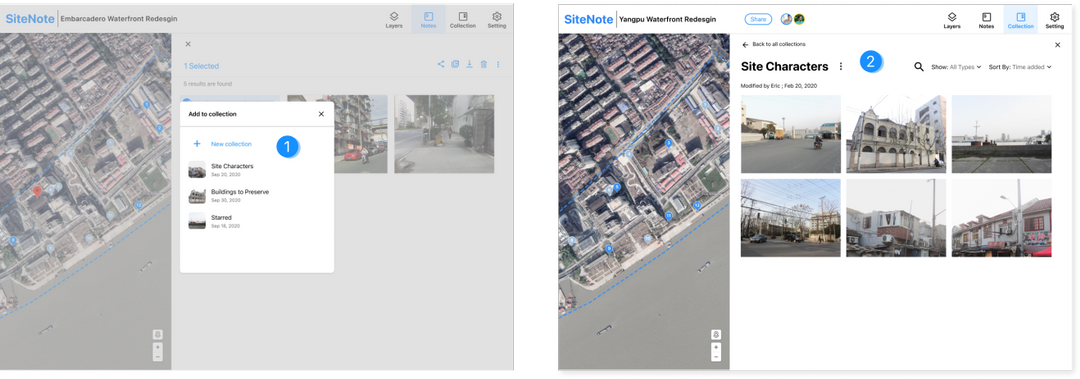 SiteNote
Embarcadero Waterfront Redesgin
Layers
Notes
Collection
Setting
1 Selected
5 results are found
Add to collection
New collection
1
Site Characters
Sep 20, 2020
Buildings to Preserve
Sep 30, 2020
Starred
Sep 18, 2020
SiteNote
Yangpu Waterfront Redesgin
Share
Layers
Notes
Collection
Setting
Back to all collections
Site Characters
2
Show: All Types
Sort By: Time added
Modified by Eric ; Feb 20, 2020